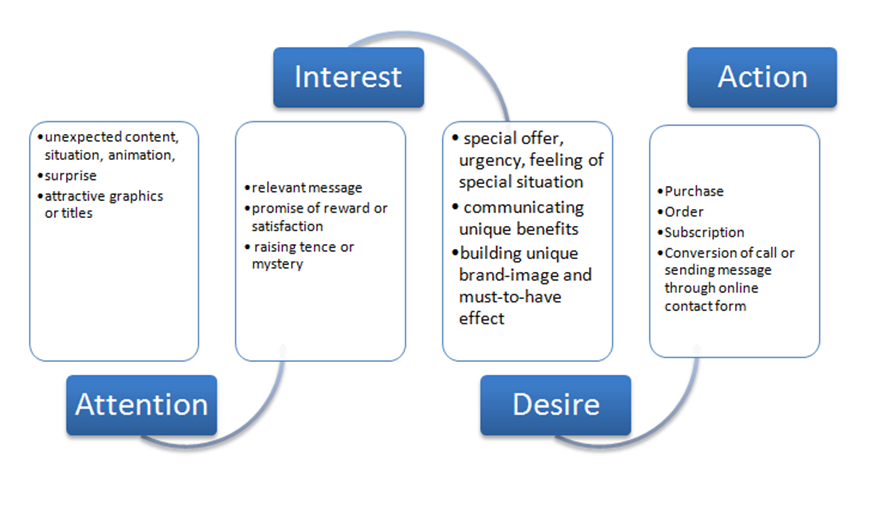 Attention
•unexpected content,
situation, animation,
•surprise
•attractive graphics
or titles
Interest
•relevant message
•promise of reward or
satisfaction
• raising tence or
mystery
Desire
• special offer,
urgency, feeling of
special situation
• communicating
unique benefits
•building unique
brand-image and
must-to-have
effect
Action
•Purchase
•Order
•Subscription
•Conversion of call or
sending message
through online
contact form